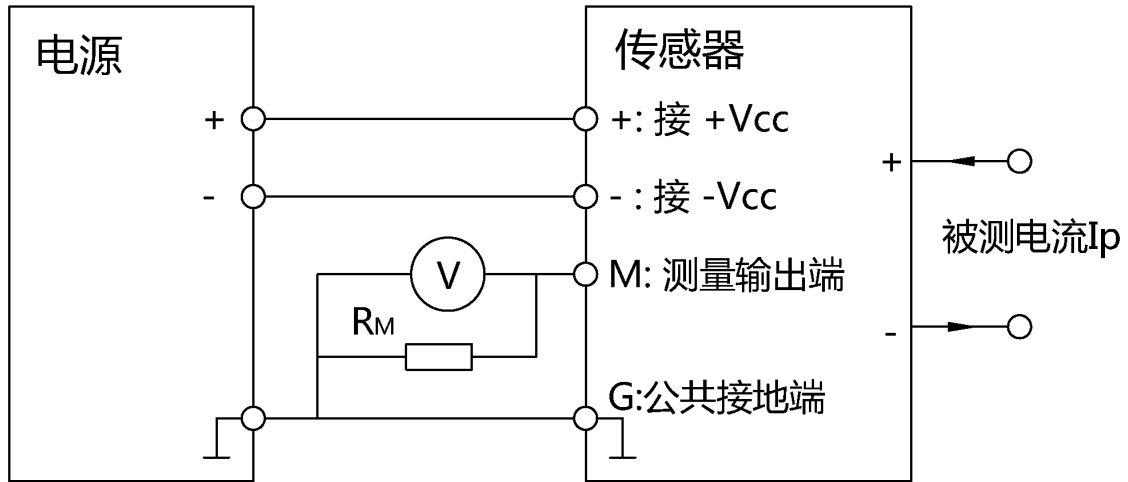 电源
传感器
+
+: 接 +Vcc
-
- : 接 -Vcc
+
被测电流Ip
V
M: 测量输出端
RM
-
G:公共接地端